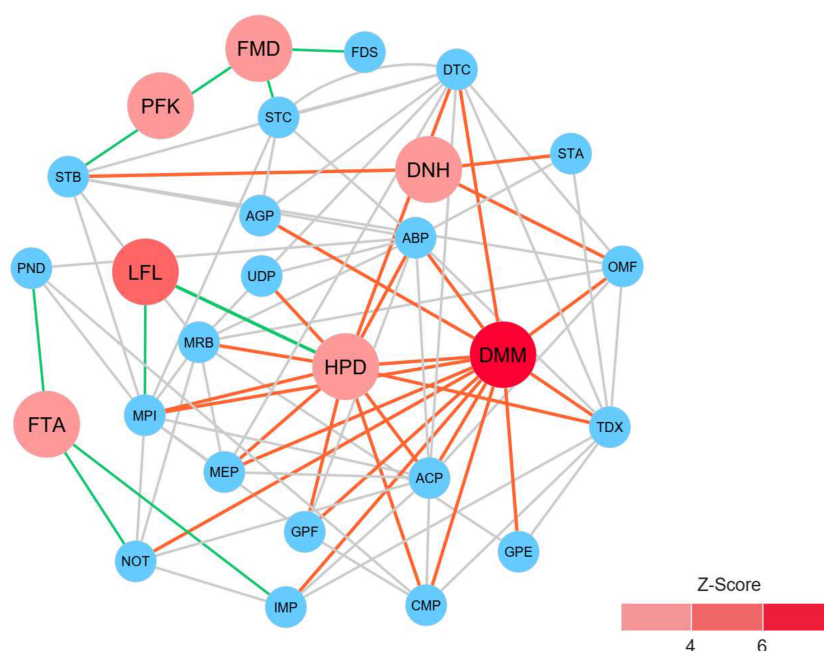 FMD
FDS
DTC
PFK
STC
STA
STB
DNH
AGP
ABP
PND
LFL
UDP
OMF
MRB
HPD
DMM
FTA
MPI
TDX
MEP
ACP
GPF
GPE
NOT
IMP
CMP
Z-Score
4 6